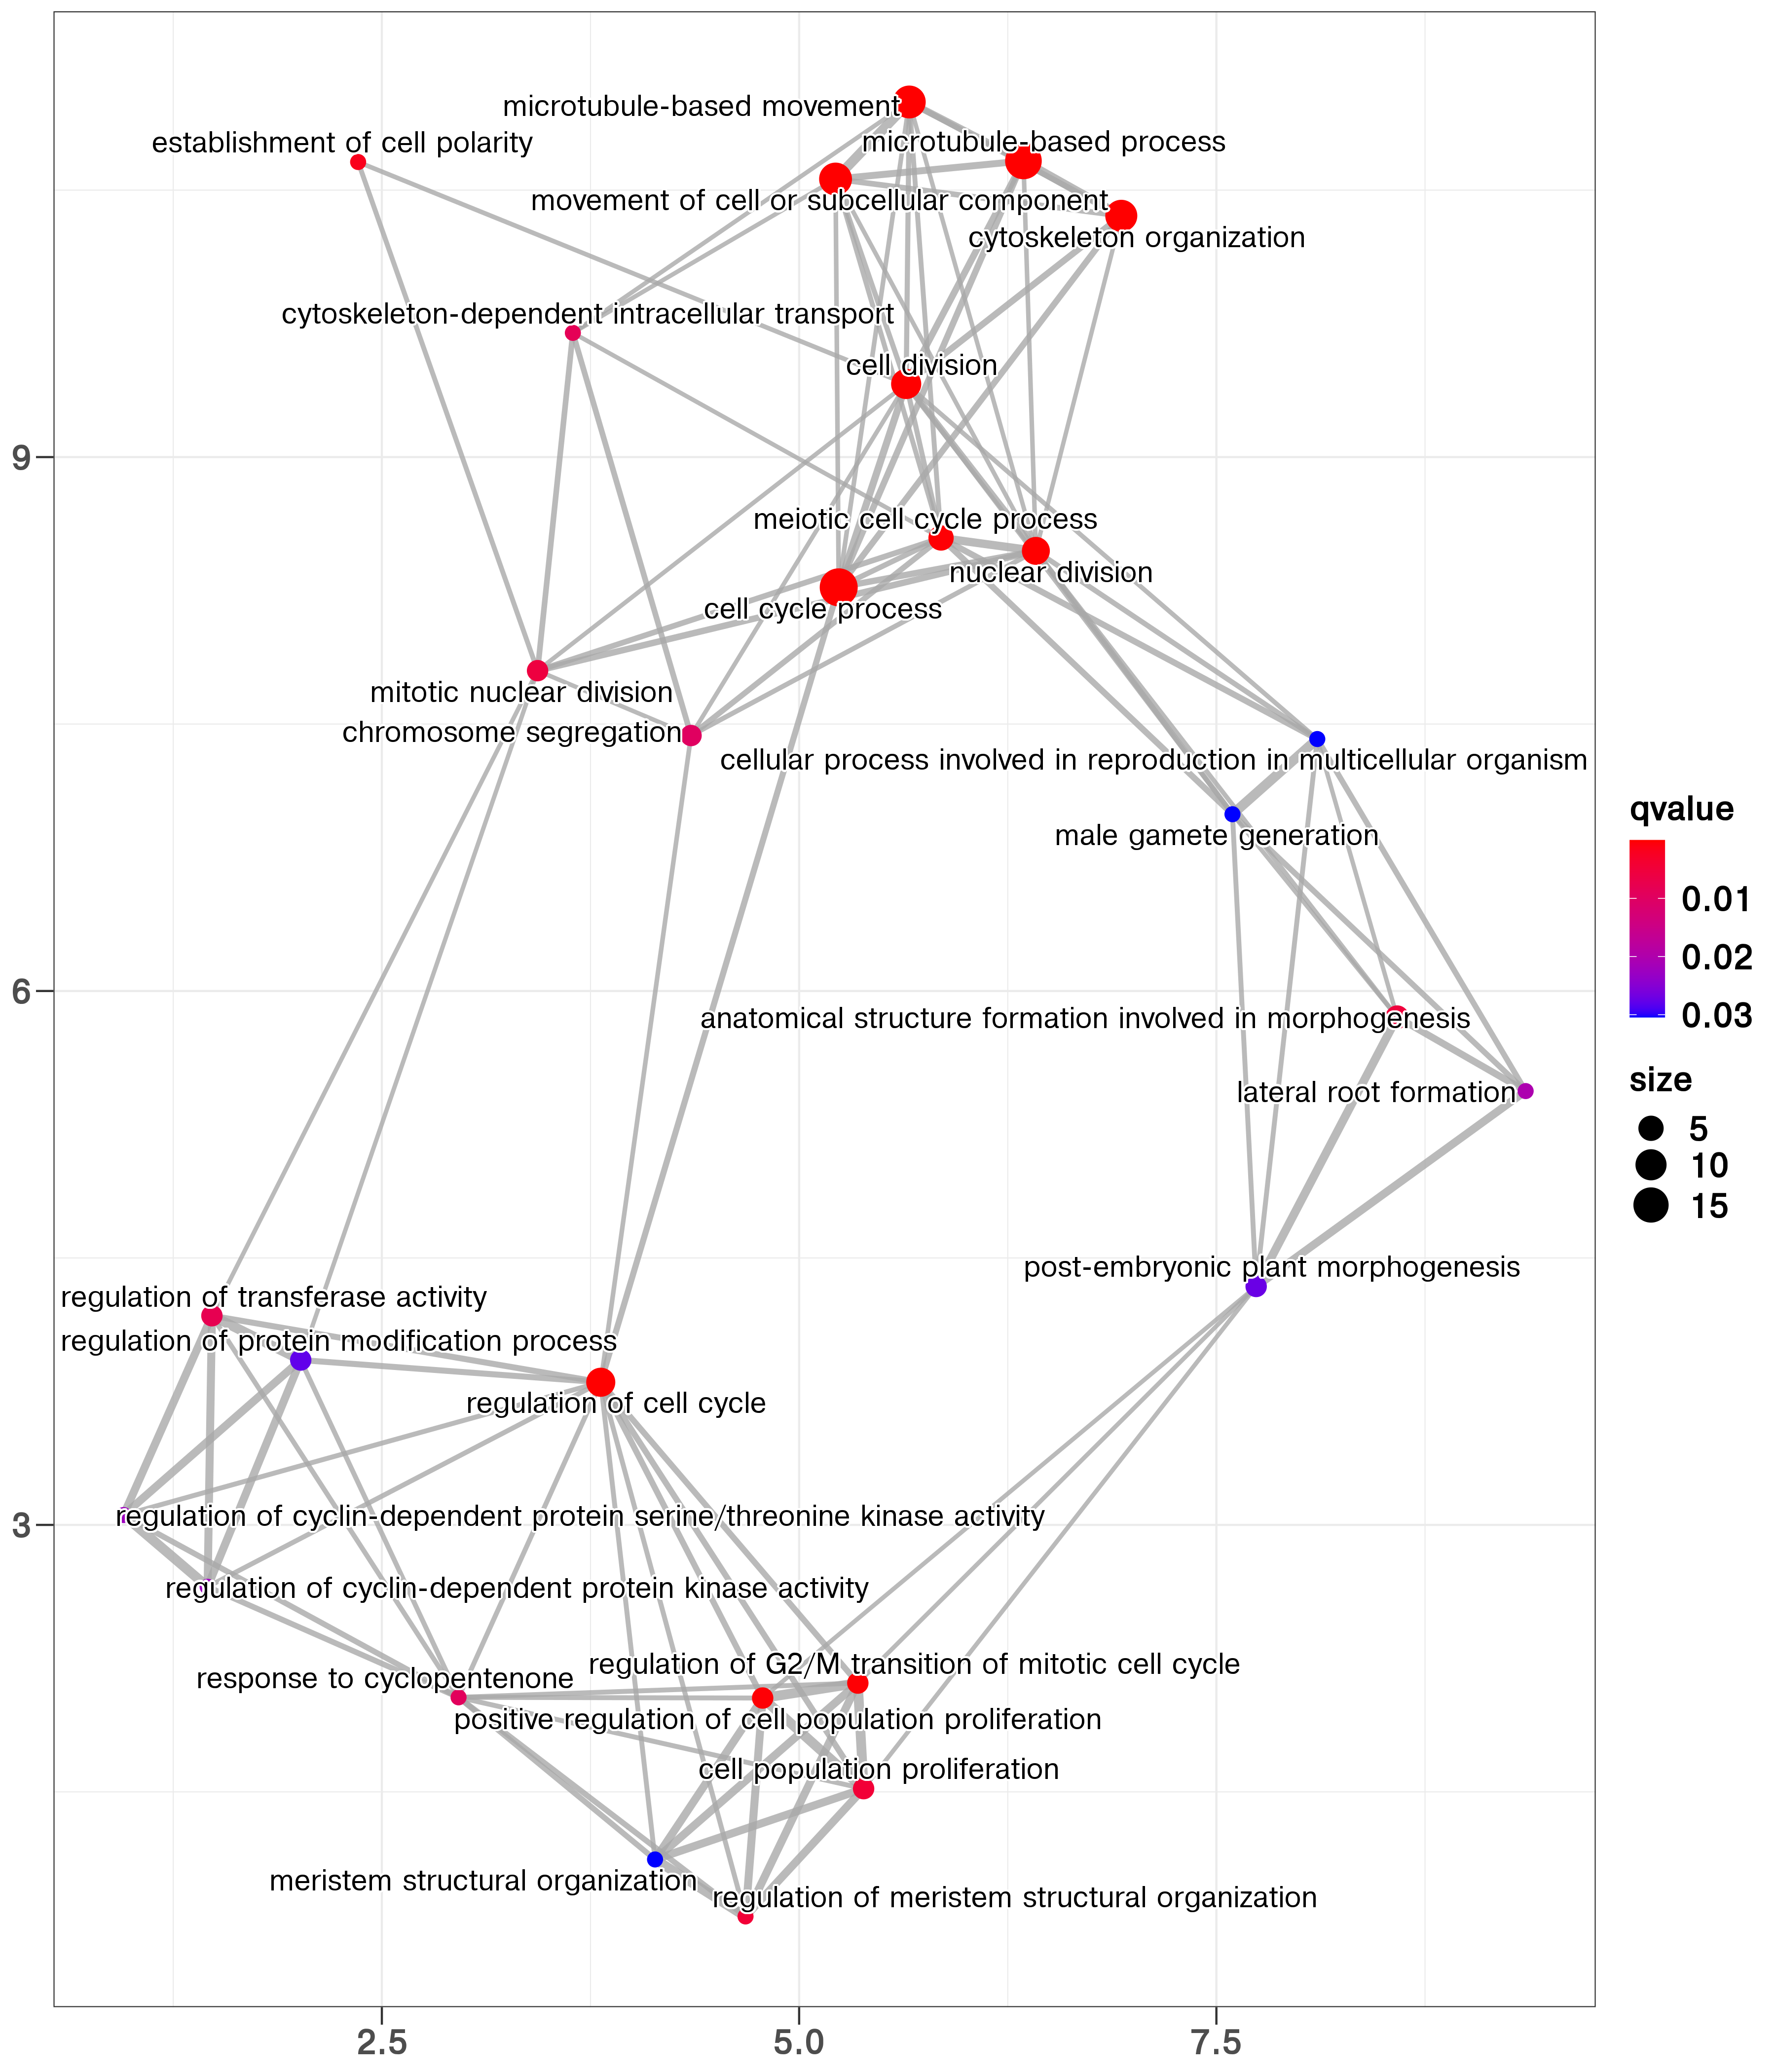 microtubule-based movement
establishment of cell polarity
microtubule-based process
movement of cell or subcellular component
cytoskeleton organization
cytoskeleton-dependent intracellular transport
cell division
9
meiotic cell cycle process
nuclear division
cell cycle process
mitotic nuclear division
chromosome segregation
cellular process involved in reproduction in multicellular organism
male gamete generation
6
anatomical structure formation involved in morphogenesis
lateral root formation
post-embryonic plant morphogenesis
regulation of transferase activity
regulation of protein modification process
regulation of cell cycle
3
regulation of cyclin-dependent protein serine/threonine kinase activity
regulation of cyclin-dependent protein kinase activity
regulation of G2/M transition of mitotic cell cycle
response to cyclopentenone
positive regulation of cell population proliferation
cell population proliferation
meristem structural organization
regulation of meristem structural organization
2.5
5.0
7.5
qvalue
0.01
0.02
0.03
size
5
10
15